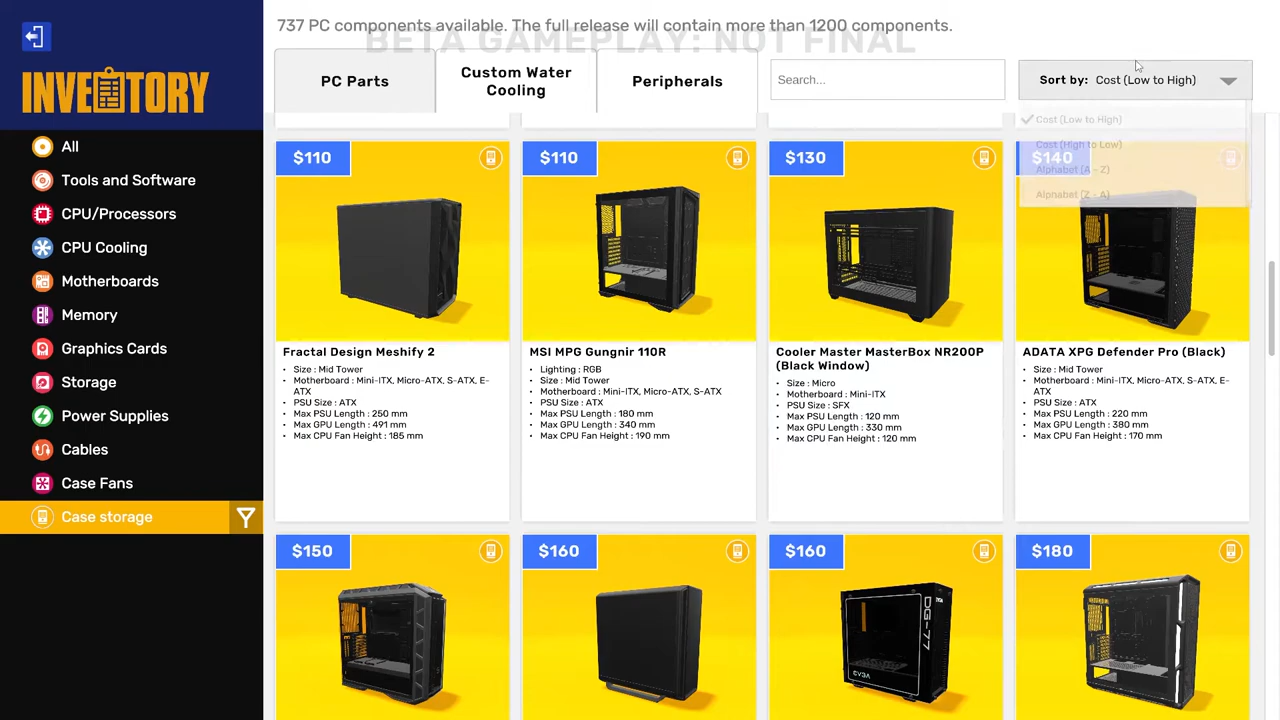 737 PC components available. The full release will contain more than 1200 components.
BETA GAMEPLAY: NOT FINAL
INVENTORY
PC Parts
Custom Water
Cooling
Peripherals
Search...
Sort by: Cost (Low to High)
Cost (Low to High)
Cost (High to Low)
Alphabet (A - Z)
Alphabet (Z - A)
All
Tools and Software
CPU/Processors
CPU Cooling
Motherboards
Memory
Graphics Cards
Storage
Power Supplies
Cables
Case Fans
Case storage
$110
Fractal Design Meshify 2
• Size : Mid Tower
• Motherboard : Mini-ITX, Micro-ATX, S-ATX, E-
ATX
• PSU Size : ATX
• Max PSU Length : 250 mm
• Max GPU Length : 491 mm
• Max CPU Fan Height : 185 mm
$110
MSI MPG Gungnir 110R
• Lighting : RGB
• Size : Mid Tower
• Motherboard : Mini-ITX, Micro-ATX, S-ATX
• PSU Size : ATX
• Max PSU Length : 180 mm
• Max GPU Length : 340 mm
• Max CPU Fan Height : 190 mm
$130
Cooler Master MasterBox NR200P
(Black Window)
• Size : Micro
• Motherboard : Mini-ITX
• PSU Size : SFX
• Max PSU Length : 120 mm
• Max GPU Length : 330 mm
• Max CPU Fan Height : 120 mm
$140
ADATA XPG Defender Pro (Black)
• Size : Mid Tower
• Motherboard : Mini-ITX, Micro-ATX, S-ATX, E-
ATX
• PSU Size : ATX
• Max PSU Length : 220 mm
• Max GPU Length : 380 mm
• Max CPU Fan Height : 170 mm
$150
$160
$160
DG-77
EVGA
$180